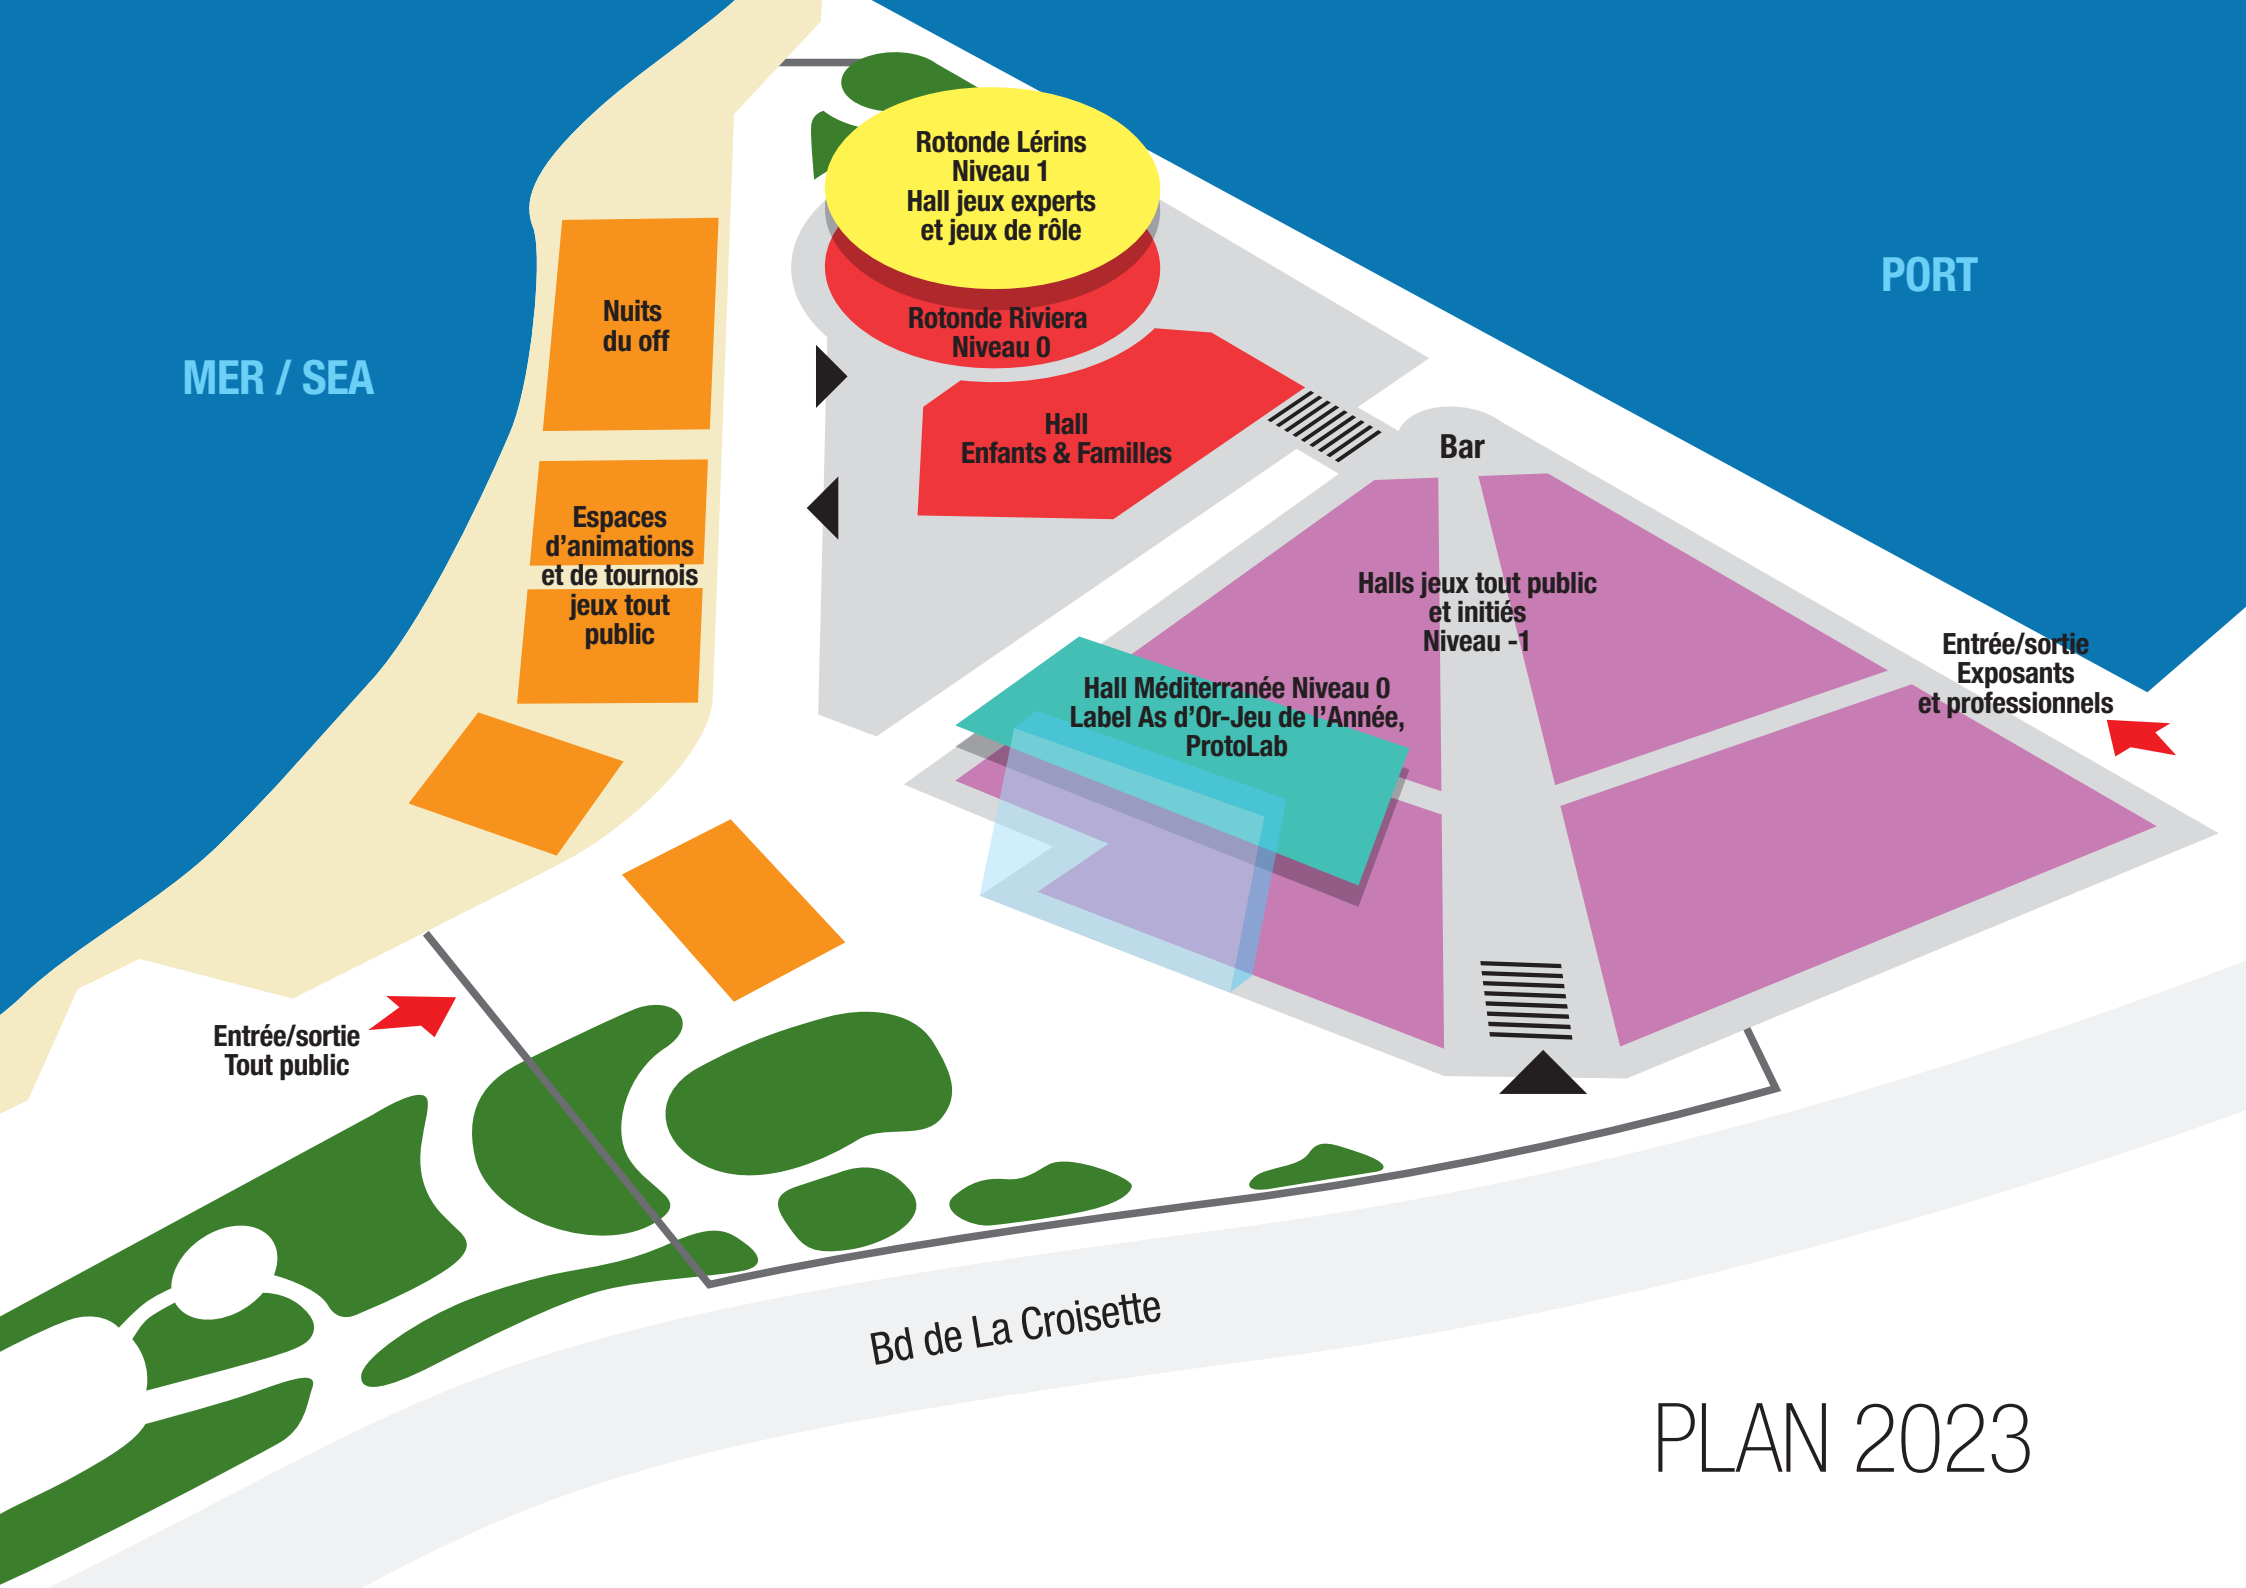 Rotonde Lérins
Niveau 1
Hall jeux experts
et jeux de rôle
PORT
Nuits
du off
Rotonde Riviera
Niveau 0
MER / SEA
Hall
Enfants & Familles
Bar
Espaces
d’animations
et de tournois
jeux tout
public
Halls jeux tout public
et initiés
Niveau -1
Entrée/sortie
Exposants
et professionnels
Hall Méditerranée Niveau 0
Label As d’Or-Jeu de l’Année,
ProtoLab
Entrée/sortie
Tout public
Bd de La Croisette
PLAN 2023